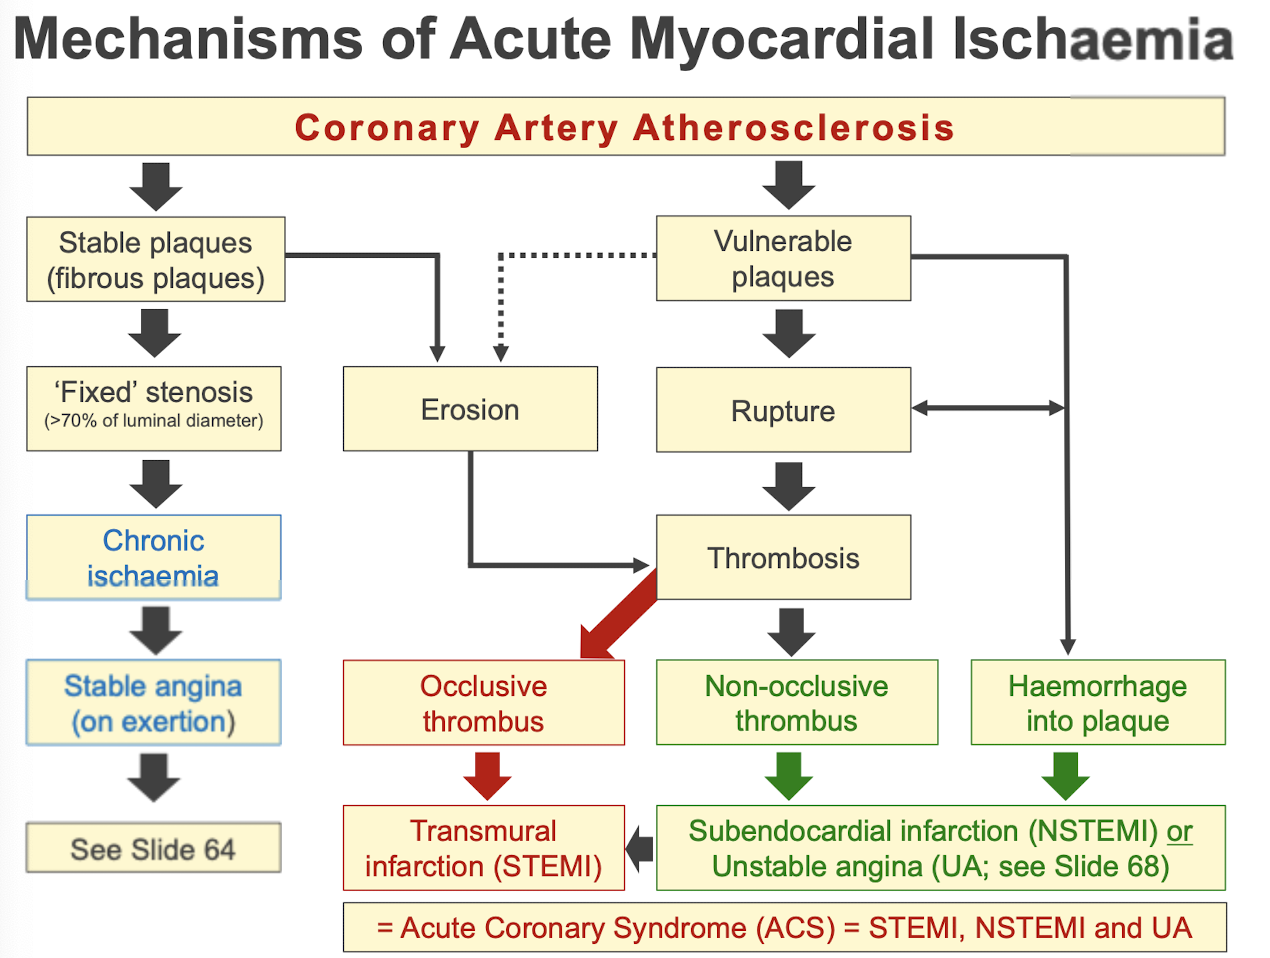 Mechanisms of Acute Myocardial Ischaemia
Coronary Artery Atherosclerosis
Stable plaques
(fibrous plaques)
Vulnerable
plaques
‘Fixed’ stenosis
(>70% of luminal diameter)
Erosion
Rupture
Chronic
ischaemia
Thrombosis
Stable angina
(on exertion)
Occlusive
thrombus
Non-occlusive
thrombus
Haemorrhage
into plaque
See Slide 64
Transmural
infarction (STEMI)
Subendocardial infarction (NSTEMI) or
Unstable angina (UA; see Slide 68)
= Acute Coronary Syndrome (ACS) = STEMI, NSTEMI and UA